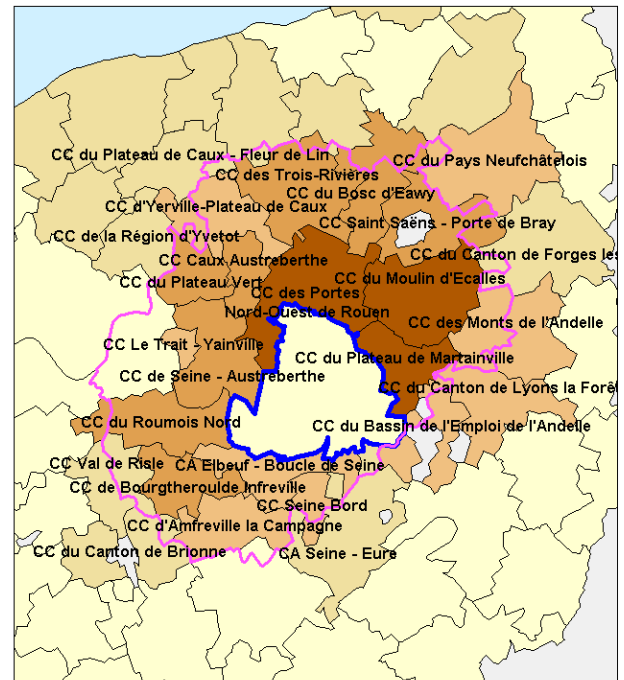 CC du Plateau de Caux - Fleur de Lin
CC du Pays Neufchâtelois
CC des Trois-Rivières
CC du Bosc d'Eawy
CC d'Yerville-Plateau de Caux
CC Saint Saëns - Porte de Bray
CC de la Région d'Yvetot
CC du Canton de Forges les
CC Caux Austreberthe
CC du Moulin d'Ecalles
CC du Plateau Vert
CC des Portes
Nord-Ouest de Rouen
CC des Monts de l'Andelle
CC Le Trait - Yainville
CC du Plateau de Martainville
CC de Seine - Austreberthe
CC du Canton de Lyons la Forêt
CC du Roumois Nord
CC du Bassin de l'Emploi de l'Andelle
CC Val de Risle
CA Elbeuf - Boucle de Seine
CC de Bourgtheroulde Infreville
CC Seine Bord
CC d'Amfreville la Campagne
CC du Canton de Brionne
CA Seine - Eure